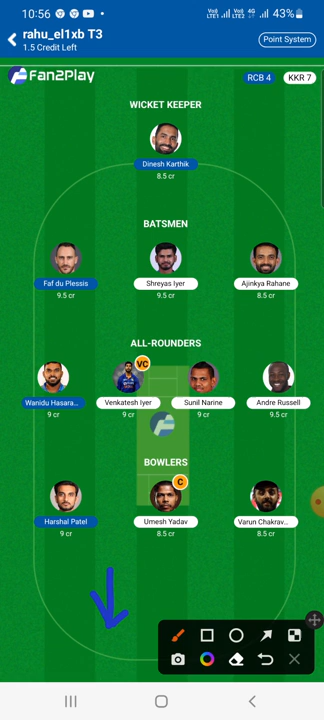 10:56
43%
rahu_el1xb T3
1.5 Credit Left
Point System
Fan2Play
RCB 4
KKR 7
WICKET KEEPER
Dinesh Karthik
8.5 cr
BATSMEN
Faf du Plessis
Shreyas Iyer
Ajinkya Rahane
9.5 cr
9.5 cr
8.5 cr
ALL-ROUNDERS
VC
Wanidu Hasara...
Venkatesh Iyer
Sunil Narine
Andre Russell
9 cr
9 cr
9 cr
9.5 cr
BOWLERS
C
Harshal Patel
Umesh Yadav
Varun Chakrav...
9 cr
8.5 cr
8.5 cr